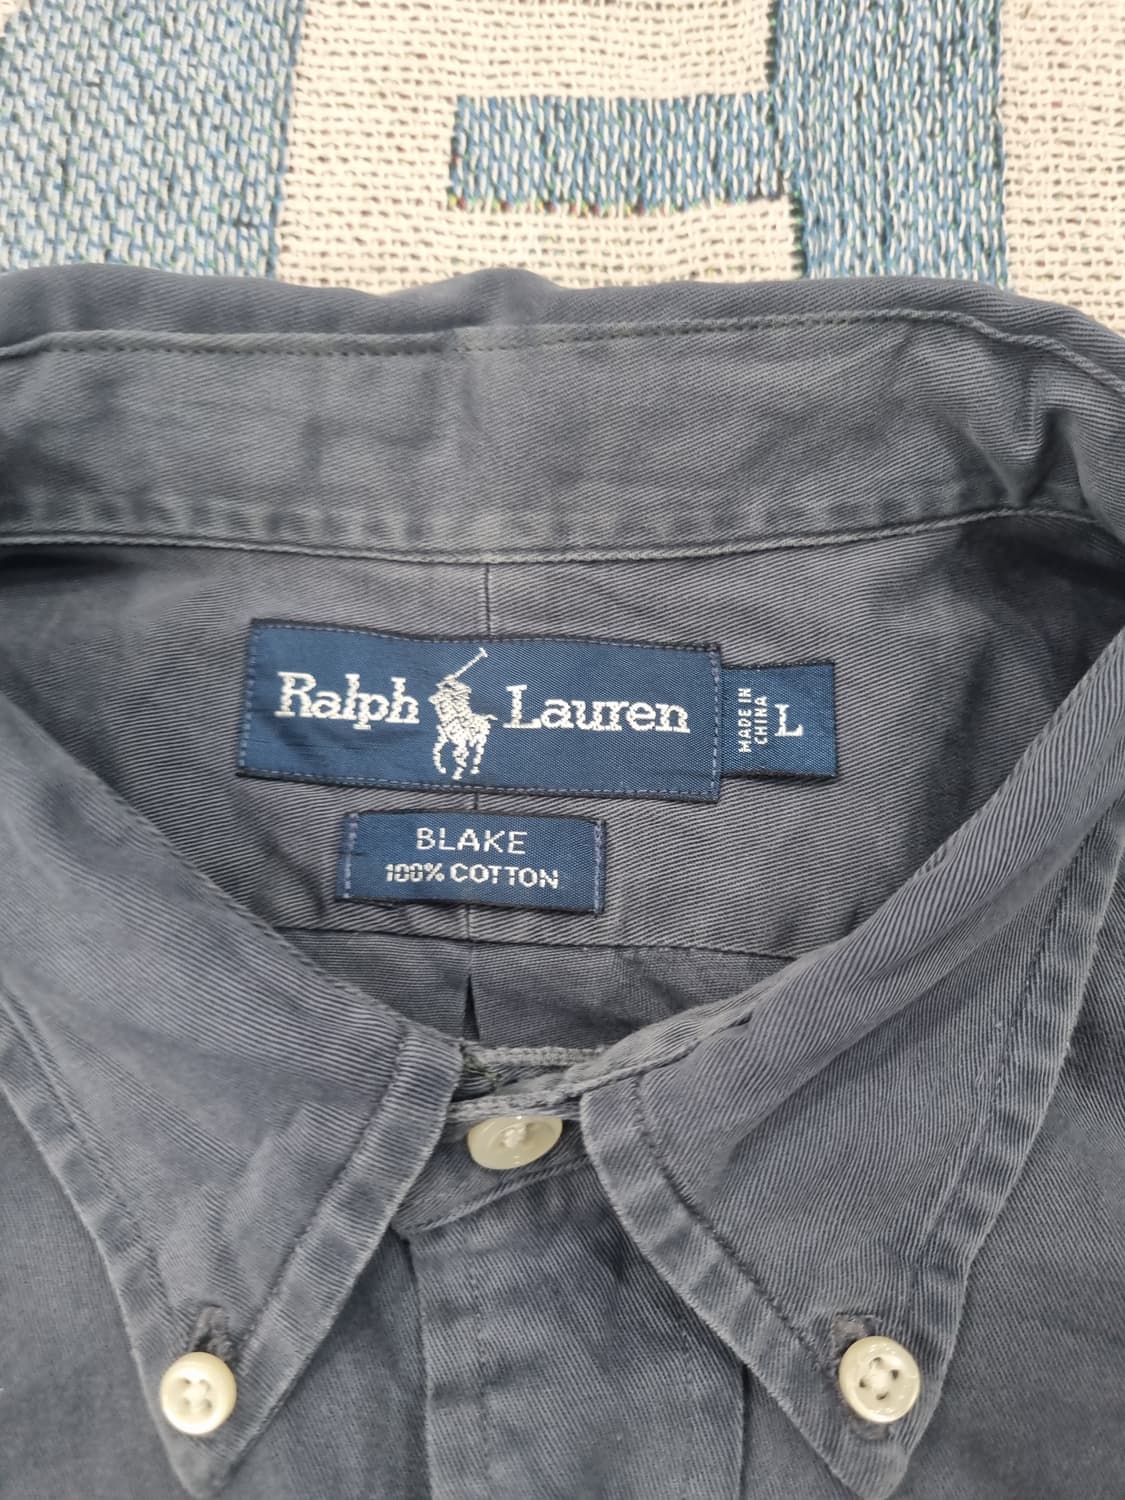 Ralph Lauren
MADE IN
CHINA
L
BLAKE
100% COTTON